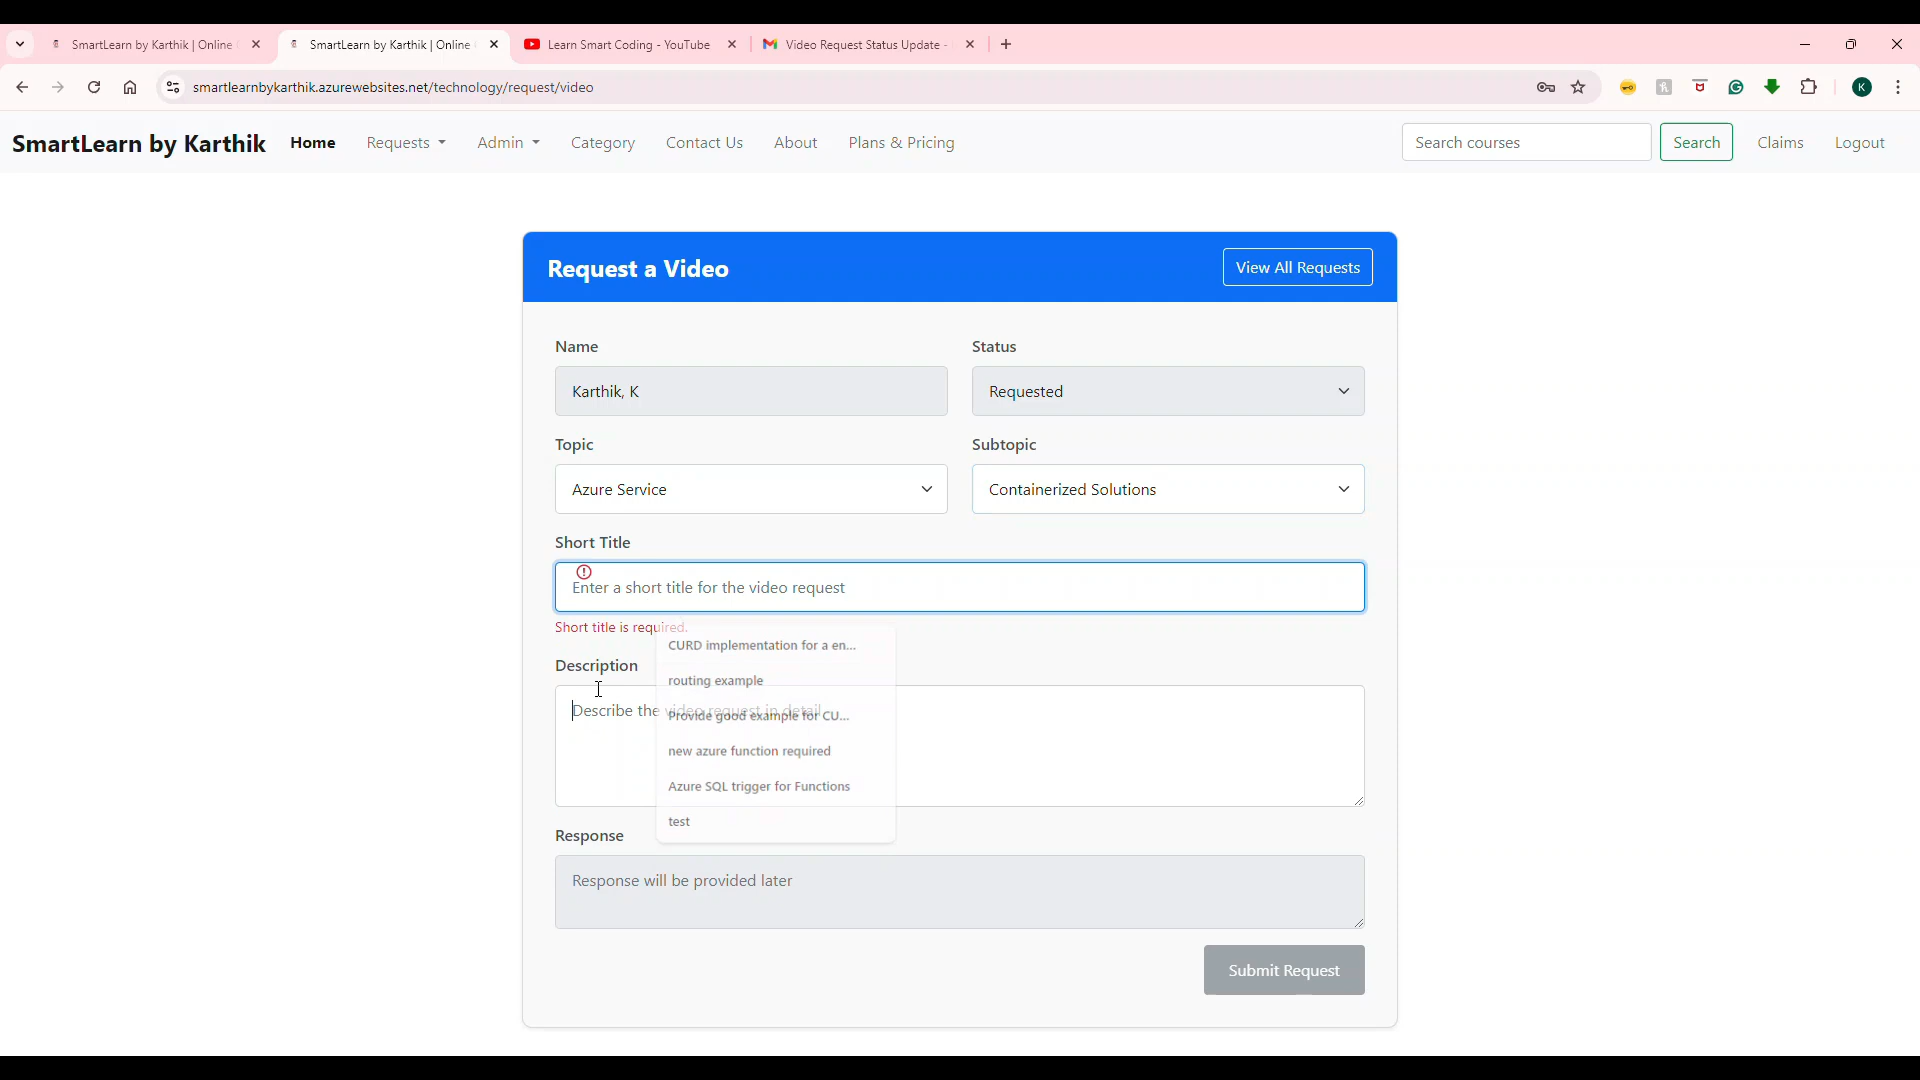 SmartLearn by Karthik | Online
SmartLearn by Karthik | Online
Learn Smart Coding - YouTube
Video Request Status Update -
smartlearnbykarthik.azurewebsites.net/technology/request/video
K
SmartLearn by Karthik
Home
Requests
Admin
Category
Contact Us
About
Plans & Pricing
Search courses
Search
Claims
Logout
Request a Video
View All Requests
Name
Status
Karthik, K
Requested
Topic
Subtopic
Azure Service
Containerized Solutions
Short Title
Enter a short title for the video request
Short title is required.
CURD implementation for a en...
Description
routing example
Describe the video request in detail
Provide good example for CU...
new azure function required
Azure SQL trigger for Functions
test
Response
Response will be provided later
Submit Request